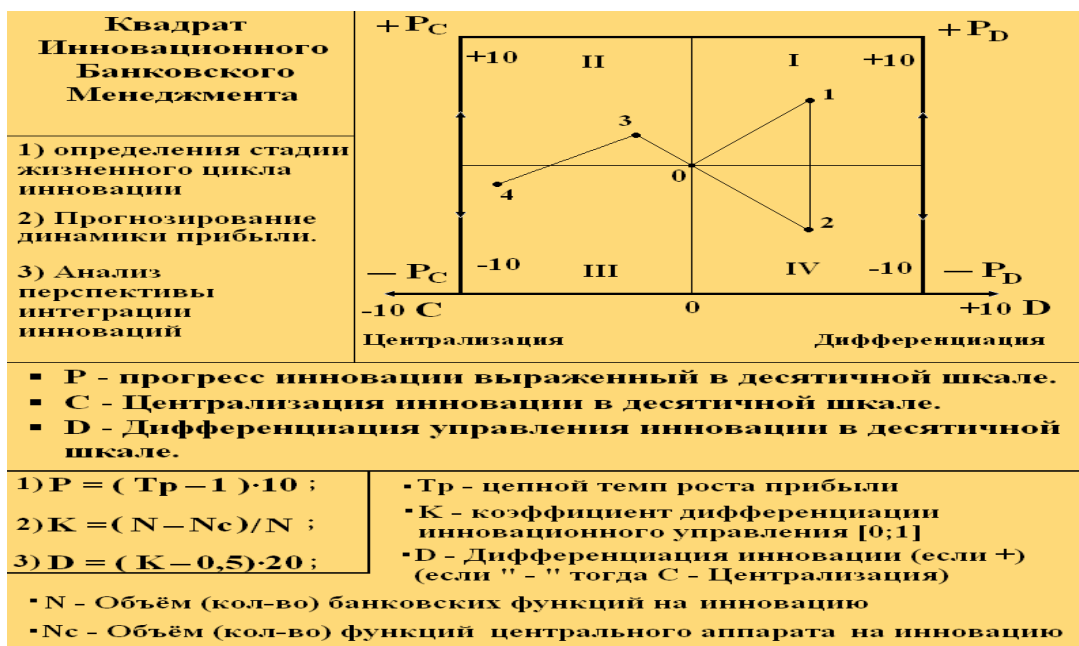 Квадрат
Инновационного
Банковского
Менеджмента
1) определения стадии
жизненного цикла
инновации
2) Прогнозирование
динамики прибыли.
3) Анализ
перспективы
интеграции
инноваций
+ PC
+ PD
+10
II
I
+10
1
3
0
4
2
-10
III
IV
-10
— PC
— PD
-10 C
0
+10 D
Централизация
Дифференциация
▪ P - прогресс инновации выраженный в десятичной шкале.
▪ C - Централизация инновации в десятичной шкале.
▪ D - Дифференциация управления инновации в десятичной
шкале.
1) P = ( Тр – 1 )·10 ;
2) K =( N – Nc)/N ;
3) D = ( K – 0,5)·20 ;
▪ Тр - цепной темп роста прибыли
▪ K - коэффициент дифференциации
инновационного управления [0;1]
▪ D - Дифференциация инновации (если +)
(если " - " тогда C - Централизация)
▪ N - Объём (кол-во) банковских функций на инновацию
▪ Nc - Объём (кол-во) функций центрального аппарата на инновацию